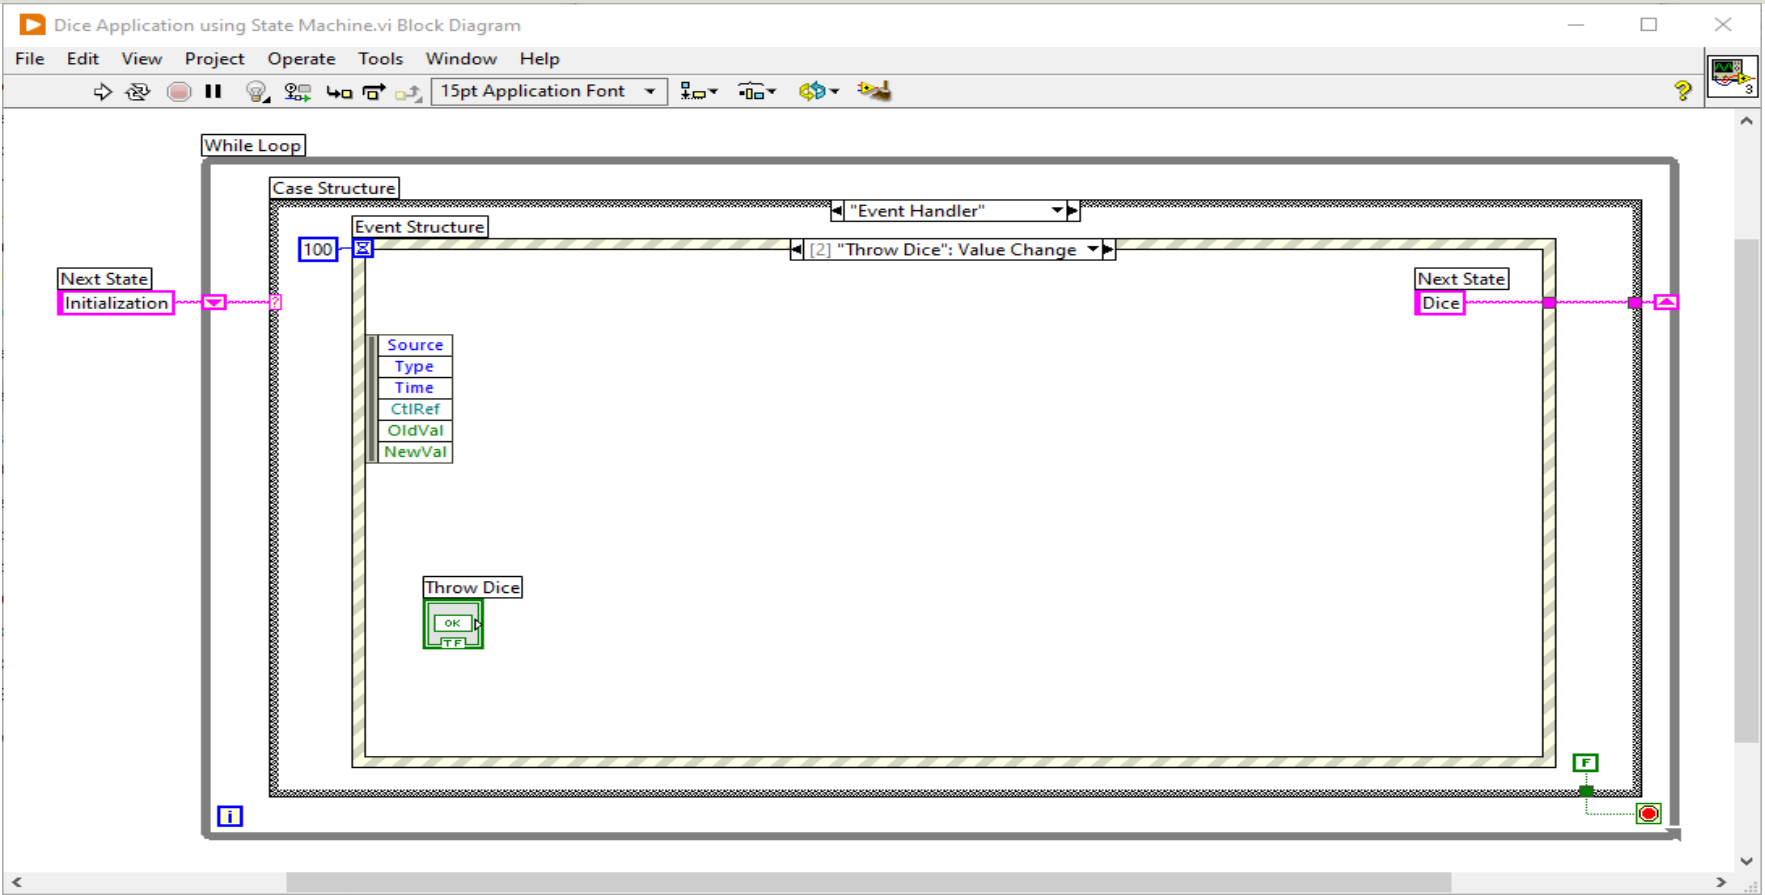 Dice Application using State Machine.vi Block Diagram
File Edit View Project Operate Tools Window Help
15pt Application Font
3
While Loop
Case Structure
"Event Handler"
Event Structure
100
[2] "Throw Dice": Value Change
Next State
Initialization
?
Next State
Dice
Source
Type
Time
CtlRef
OldVal
NewVal
Throw Dice
OK
TF
F
i